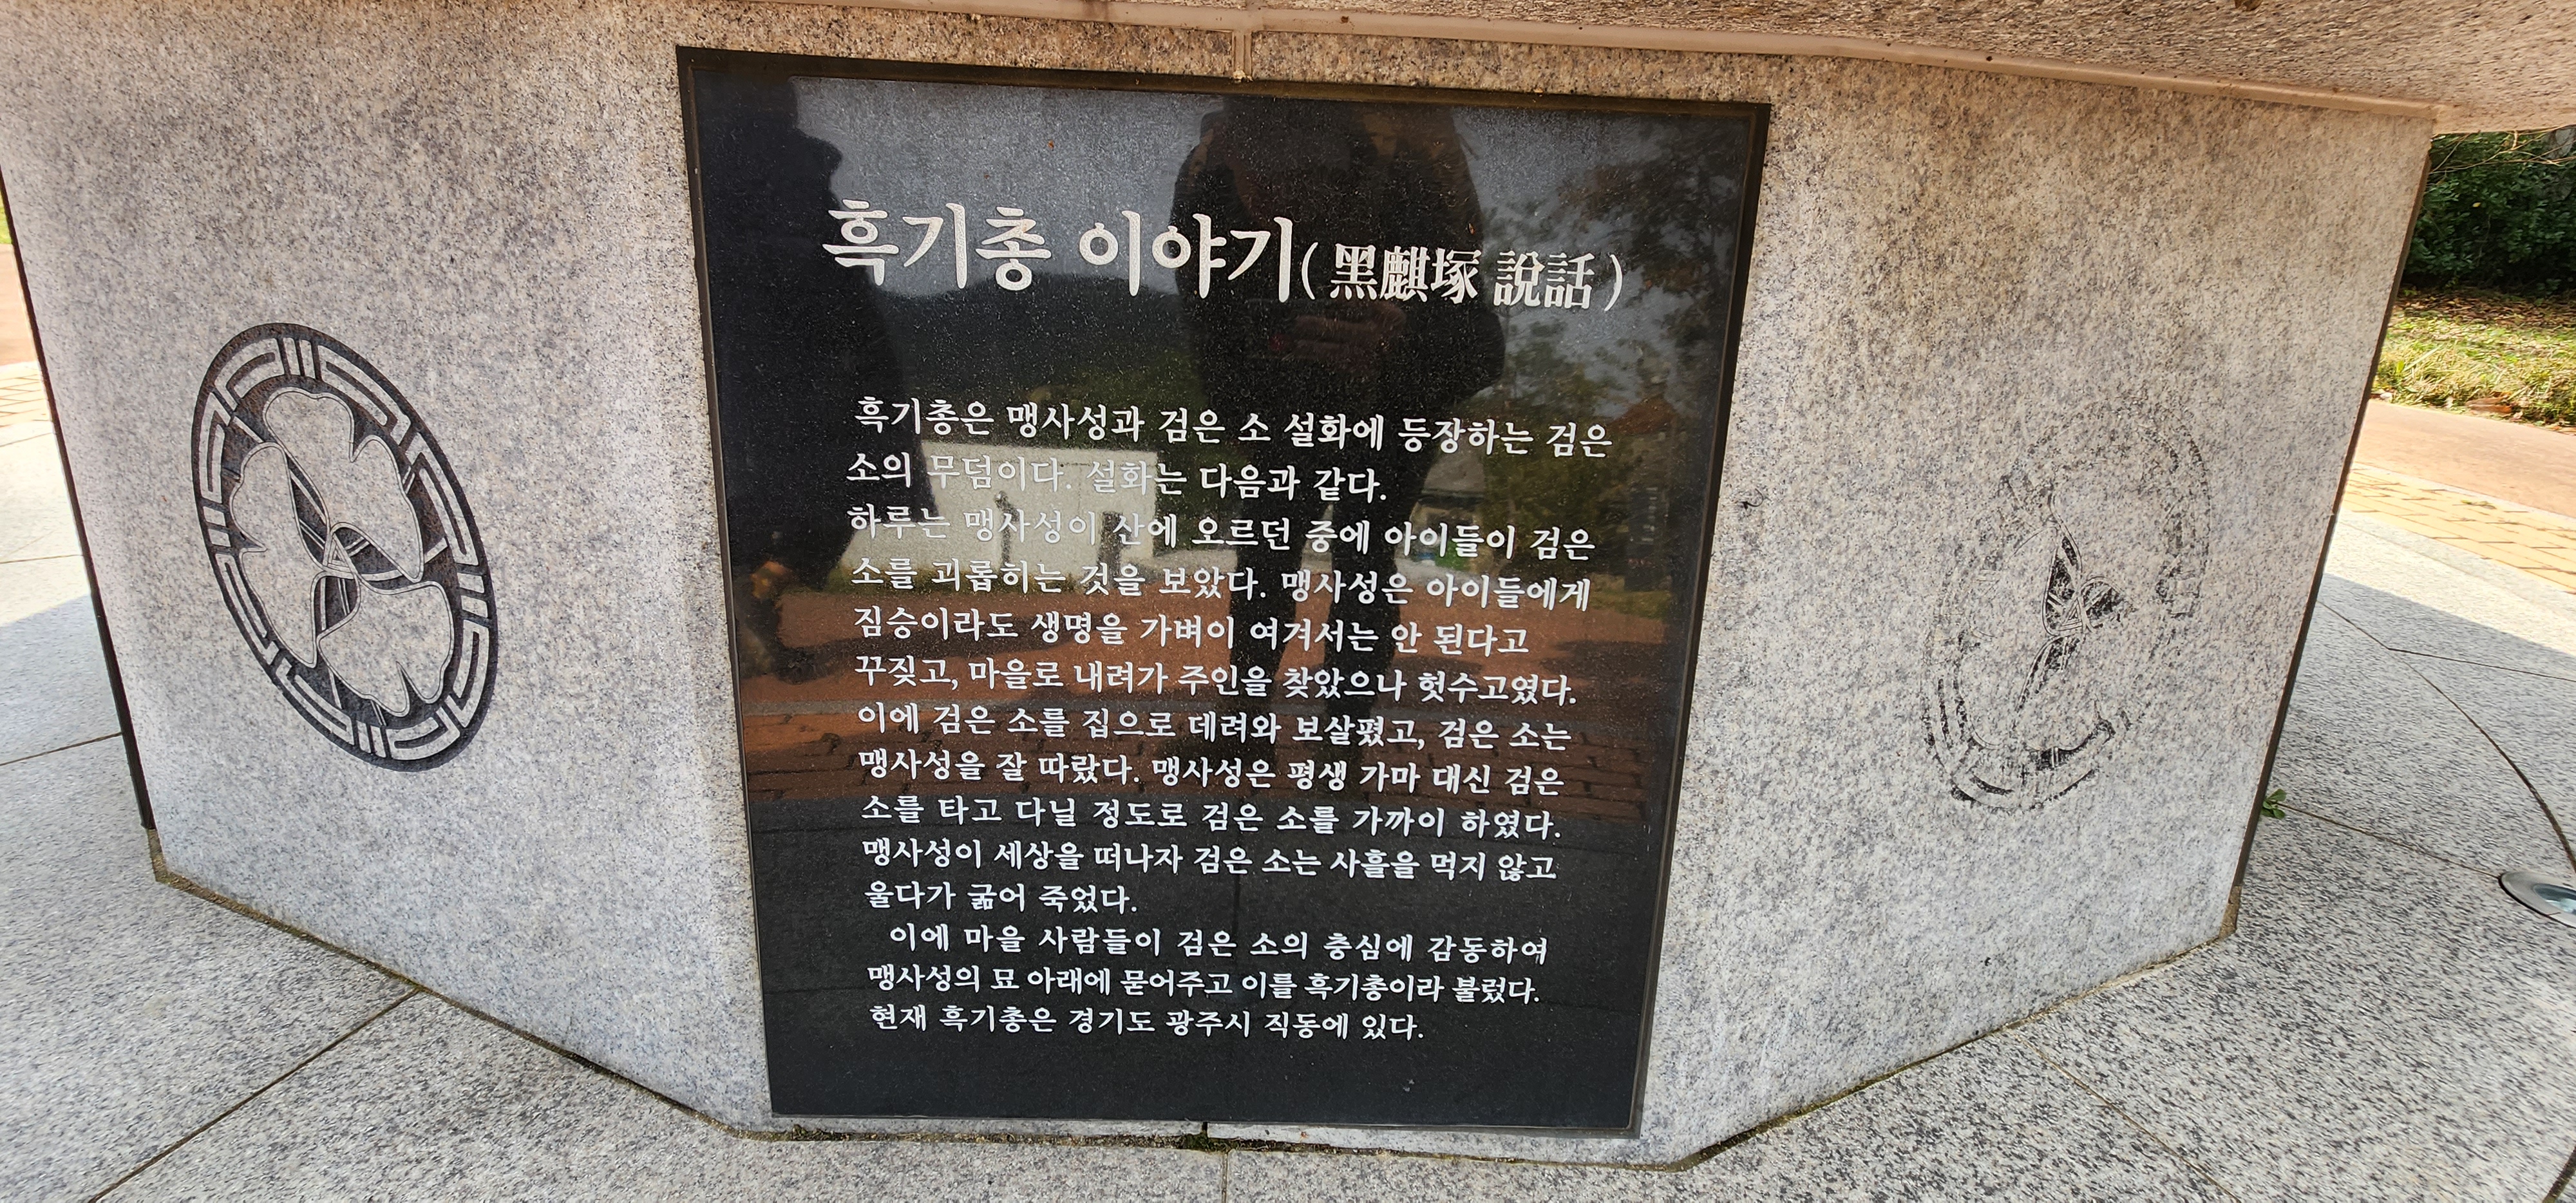 흑기총 이야기(黑麒塚 說話)
흑기총은 맹사성과 검은 소 설화에 등장하는 검은
소의 무덤이다. 설화는 다음과 같다.
하루는 맹사성이 산에 오르던 중에 아이들이 검은
소를 괴롭히는 것을 보았다. 맹사성은 아이들에게
짐승이라도 생명을 가벼이 여겨서는 안 된다고
꾸짖고, 마을로 내려가 주인을 찾았으나 헛수고였다.
이에 검은 소를 집으로 데려와 보살폈고, 검은 소는
맹사성을 잘 따랐다. 맹사성은 평생 가마 대신 검은
소를 타고 다닐 정도로 검은 소를 가까이 하였다.
맹사성이 세상을 떠나자 검은 소는 사흘을 먹지 않고
울다가 굶어 죽었다.
이에 마을 사람들이 검은 소의 충심에 감동하여
맹사성의 묘 아래에 묻어주고 이를 흑기총이라 불렀다.
현재 흑기총은 경기도 광주시 직동에 있다.